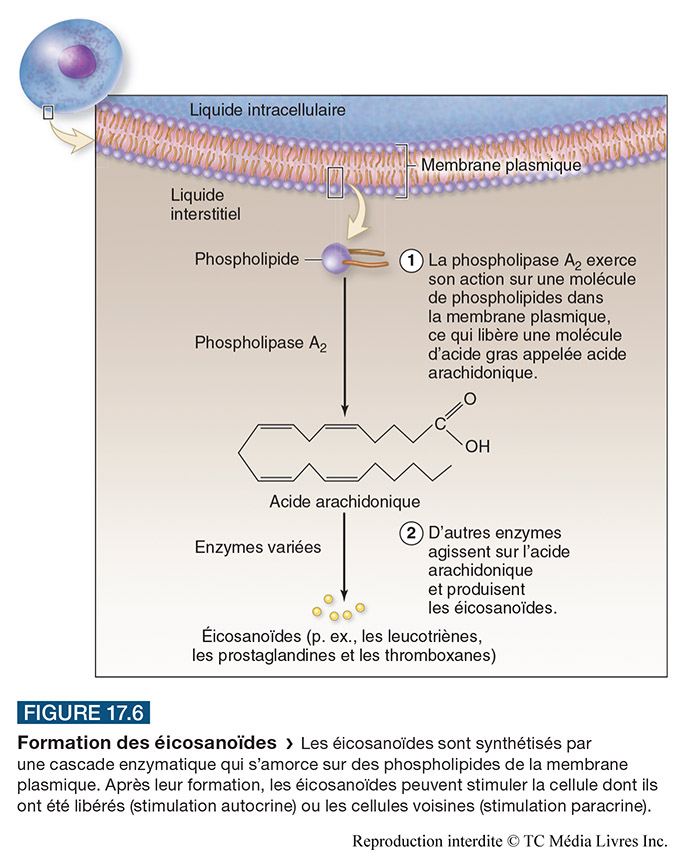 Liquide intracellulaire
Membrane plasmique
Liquide
interstitiel
Phospholipide
1 La phospholipase A2 exerce
son action sur une molécule
de phospholipides dans
la membrane plasmique,
ce qui libère une molécule
d’acide gras appelée acide
arachidonique.
Phospholipase A2
O
C
OH
Acide arachidonique
Enzymes variées
2 D’autres enzymes
agissent sur l’acide
arachidonique
et produisent
les éicosanoïdes.
Éicosanoïdes (p. ex., les leucotriènes,
les prostaglandines et les thromboxanes)
FIGURE 17.6
Formation des éicosanoïdes › Les éicosanoïdes sont synthétisés par
une cascade enzymatique qui s’amorce sur des phospholipides de la membrane
plasmique. Après leur formation, les éicosanoïdes peuvent stimuler la cellule dont ils
ont été libérés (stimulation autocrine) ou les cellules voisines (stimulation paracrine).
Reproduction interdite © TC Média Livres Inc.